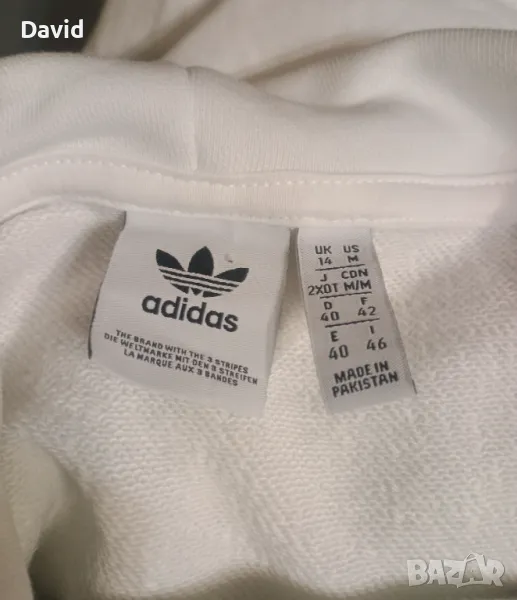 David
adidas
THE BRAND WITH THE 3 STRIPES
DIE WELTMARKE MIT DEN 3 STREIFEN
LA MARQUE AUX 3 BANDES
UK US
14 M
J CDN
2XOT M/M
D F
40 42
E I
40 46
MADE IN
PAKISTAN
BAZAR